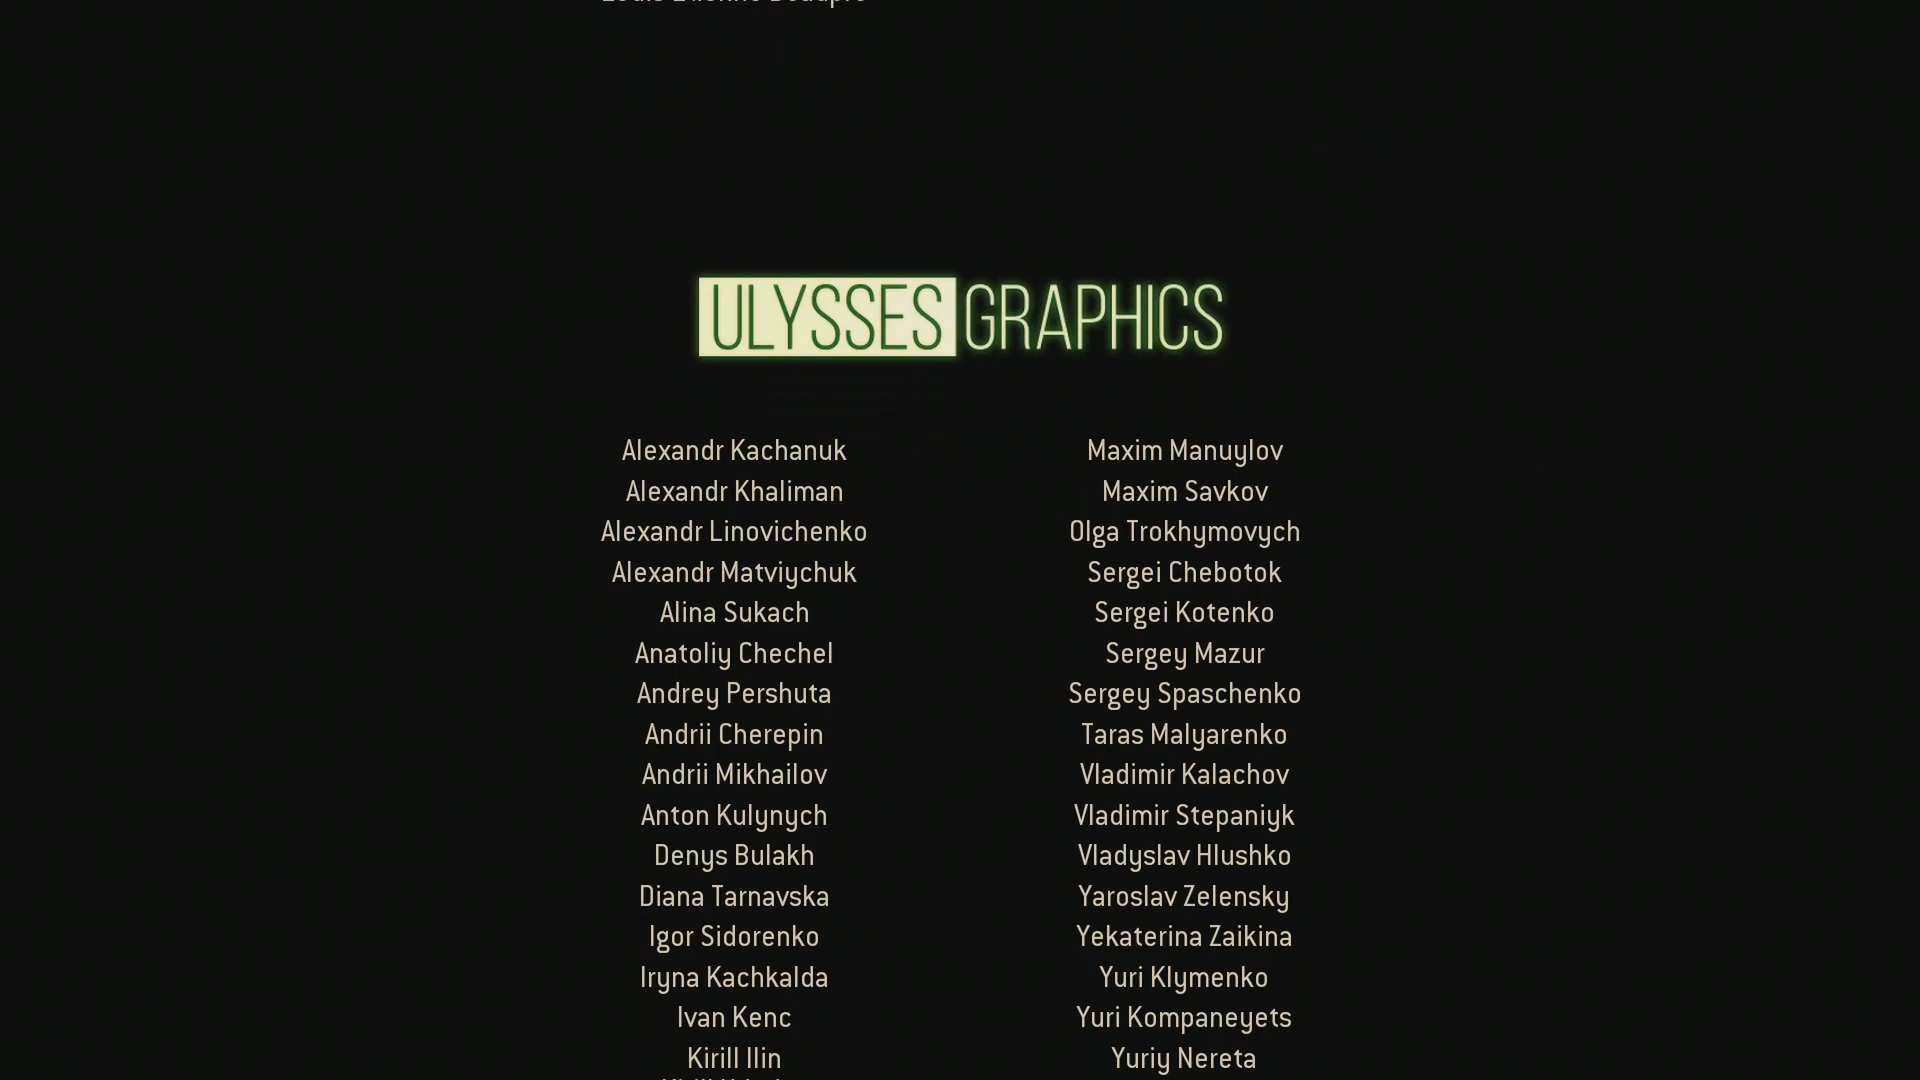 ULYSSES GRAPHICS
Alexandr Kachanuk
Alexandr Khaliman
Alexandr Linovichenko
Alexandr Matviychuk
Alina Sukach
Anatoliy Chechel
Andrey Pershuta
Andrii Cherepin
Andrii Mikhailov
Anton Kulynych
Denys Bulakh
Diana Tarnavska
Igor Sidorenko
Iryna Kachkalda
Ivan Kenc
Kirill Ilin
Maxim Manuylov
Maxim Savkov
Olga Trokhymovych
Sergei Chebotok
Sergei Kotenko
Sergey Mazur
Sergey Spaschenko
Taras Malyarenko
Vladimir Kalachov
Vladimir Stepaniyk
Vladyslav Hlushko
Yaroslav Zelensky
Yekaterina Zaikina
Yuri Klymenko
Yuri Kompaneyets
Yuriy Nereta